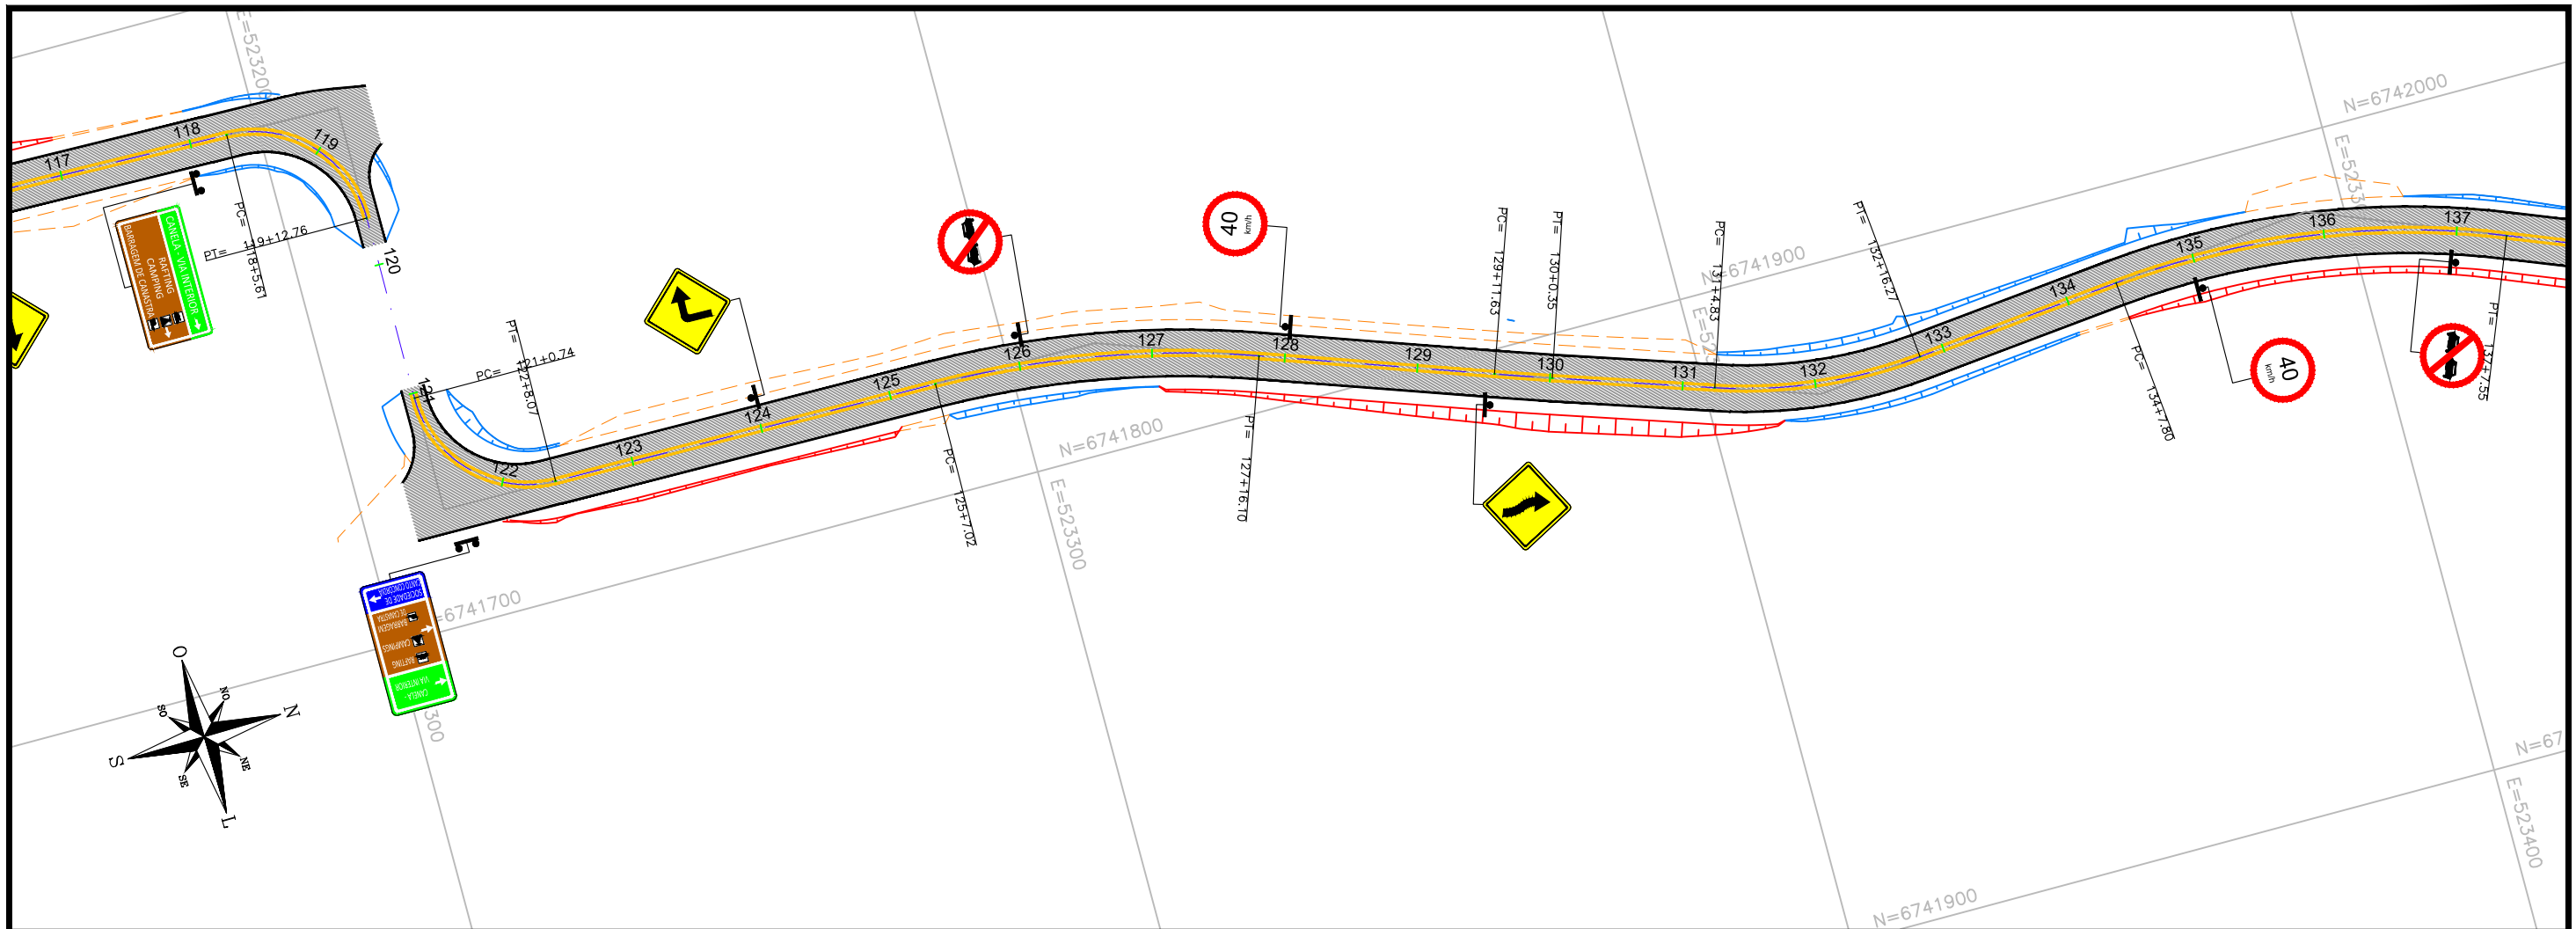 E=523200
N=6742000
117
118
119
120
PC= 118+5.61
PT= 119+12.76
CANELA - VIA INTERIOR
RAFTING
CAMPING
BARRAGEM DE CANASTRA
121
PC= 121+0.74
PT= 122+8.07
122
123
124
125
126
127
128
129
130
131
132
133
134
135
136
137
40
km/h
PC= 129+11.63
PT= 130+0.35
PC= 131+4.83
N=6741900
PT= 132+16.27
PC= 134+7.80
40
km/h
PT= 137+7.55
PC= 125+7.02
PT= 127+16.10
N=6741800
E=523300
=6741700
SOCIEDADE DE
BARRAGEM
DE CANASTRA
CAMPINGS
RAFTING
CANELA
VIA INTERIOR
300
O
NO
N
NE
L
SE
S
SO
N=67
E=523400
N=6741900